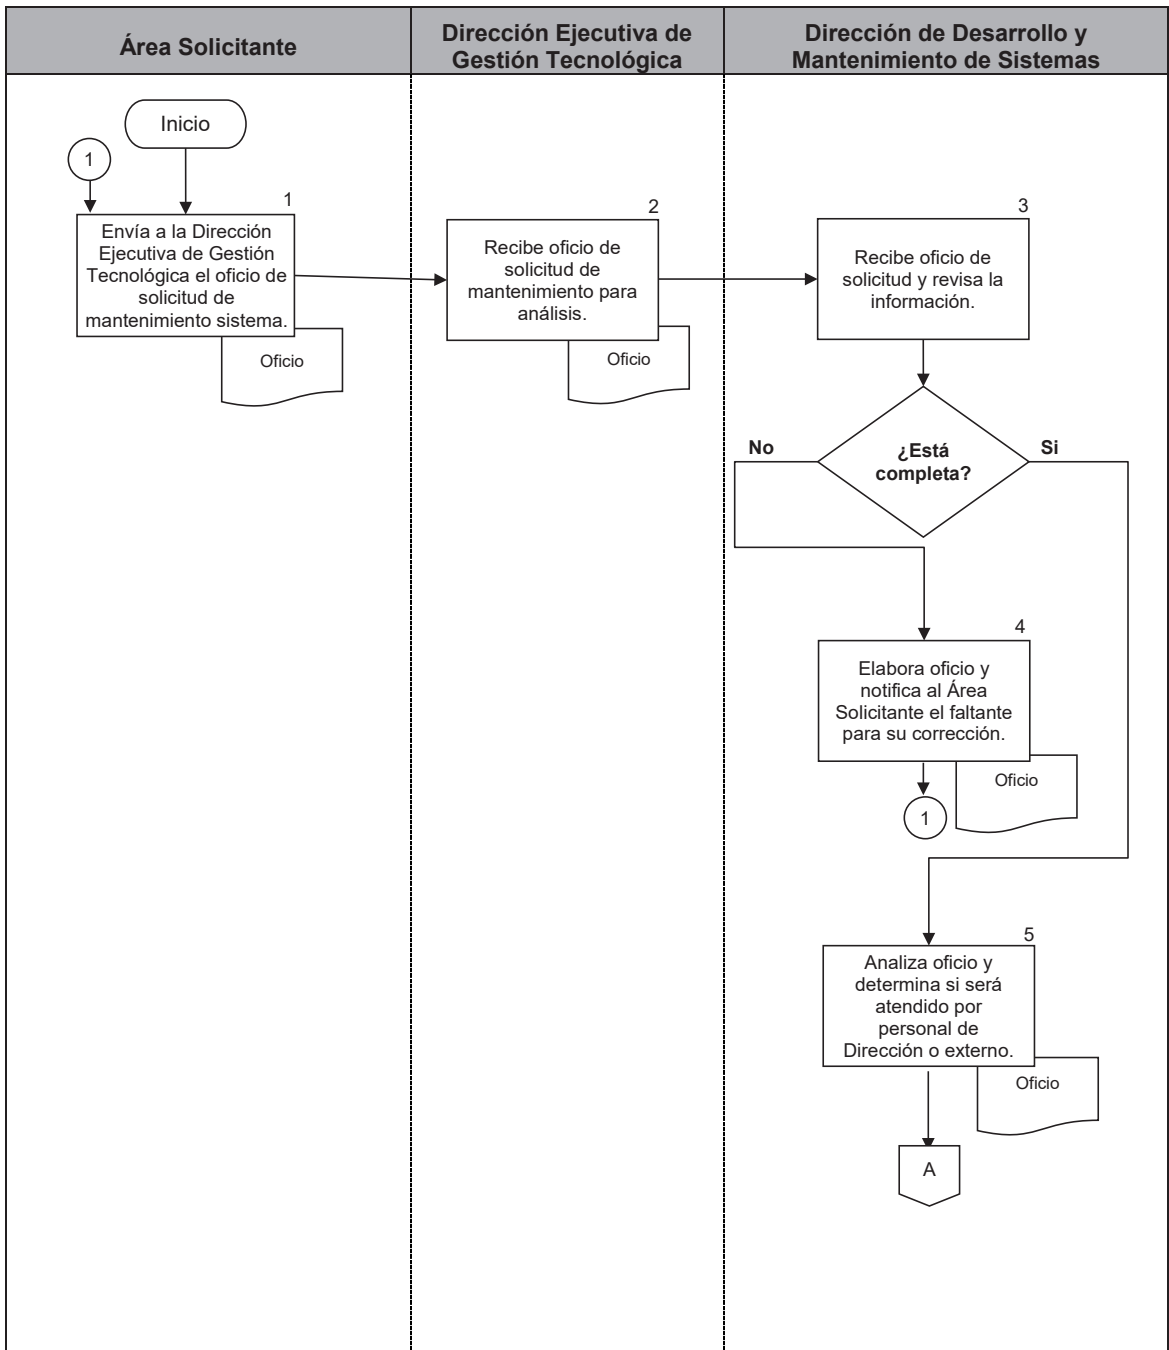 Área Solicitante
Dirección Ejecutiva de
Gestión Tecnológica
Dirección de Desarrollo y
Mantenimiento de Sistemas
Inicio
1
1
Envía a la Dirección
Ejecutiva de Gestión
Tecnológica el oficio de
solicitud de
mantenimiento sistema.
Oficio
2
Recibe oficio de
solicitud de
mantenimiento para
análisis.
Oficio
3
Recibe oficio de
solicitud y revisa la
información.
¿Está
completa?
No
Si
4
Elabora oficio y
notifica al Área
Solicitante el faltante
para su corrección.
Oficio
1
5
Analiza oficio y
determina si será
atendido por
personal de
Dirección o externo.
Oficio
A